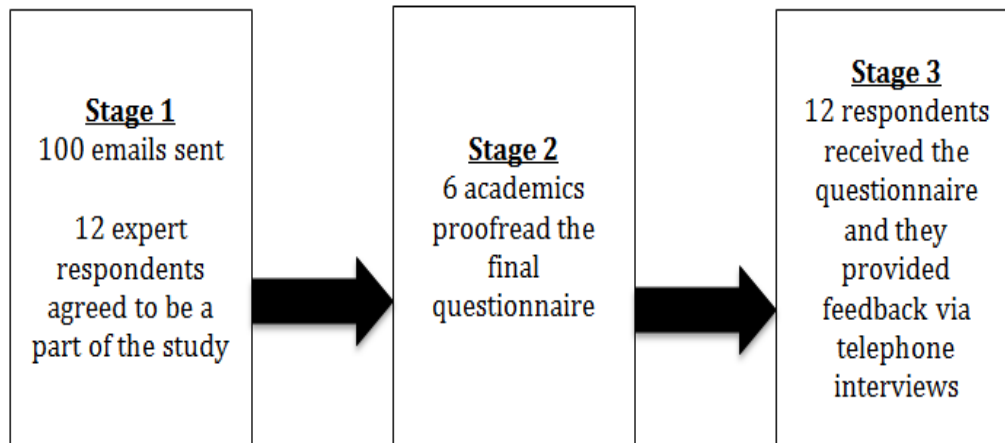 Stage 1
100 emails sent
12 expert
respondents
agreed to be a
part of the study
Stage 2
6 academics
proofread the
final
questionnaire
Stage 3
12 respondents
received the
questionnaire
and they
provided
feedback via
telephone
interviews